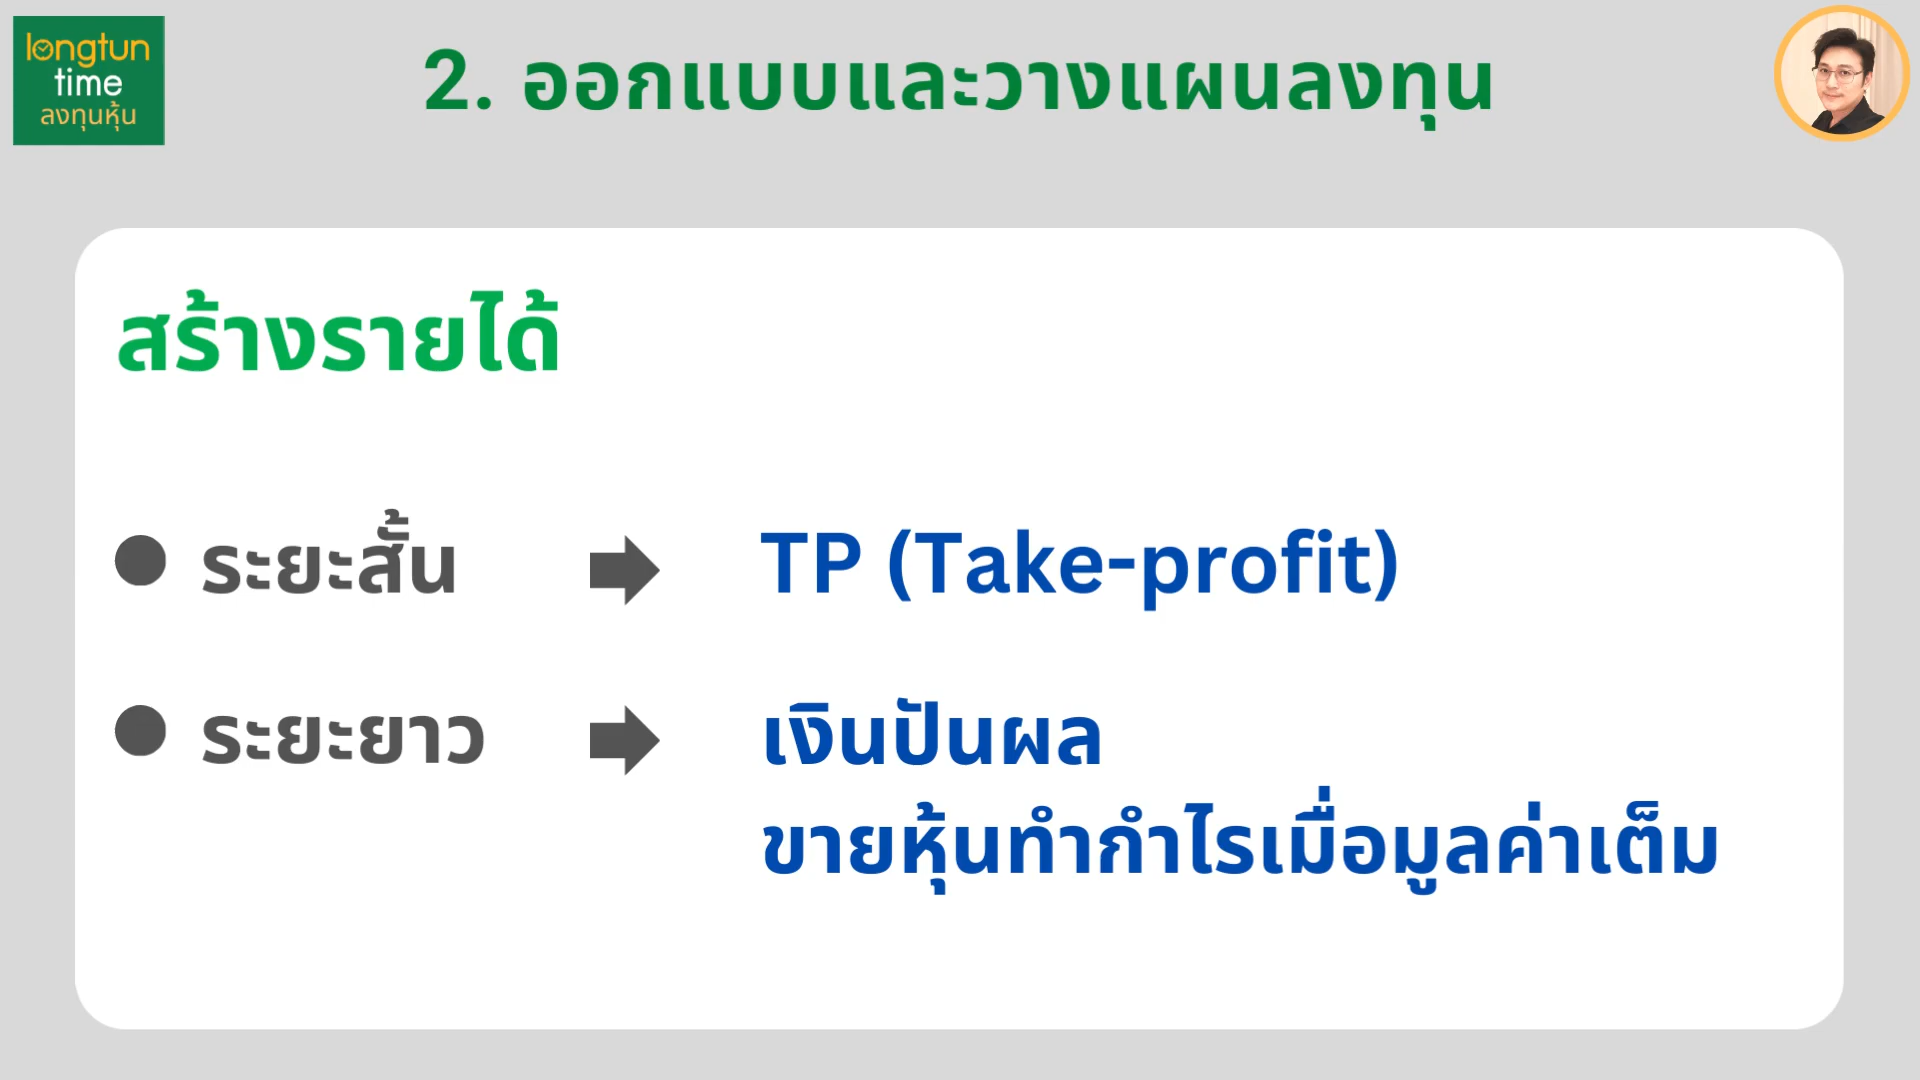 longtun
time
ลงทุนหุ้น
2. ออกแบบและวางแผนลงทุน
สร้างรายได้
ระยะสั้น TP (Take-profit)
ระยะยาว เงินปันผล
ขายหุ้นทำกำไรเมื่อมูลค่าเต็ม